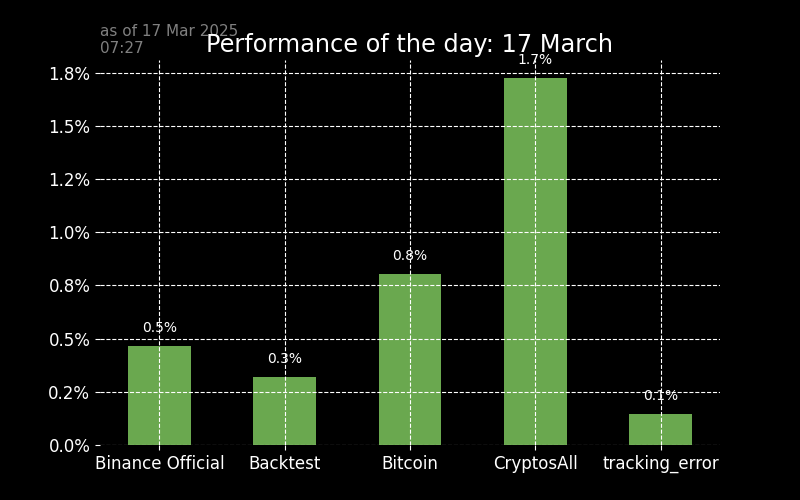 as of 17 Mar 2025
07:27
Performance of the day: 17 March
1.8%
1.5%
1.2%
1.0%
0.8%
0.5%
0.2%
0.0%
0.5%
0.3%
0.8%
1.7%
0.1%
Binance Official
Backtest
Bitcoin
CryptosAll
tracking_error